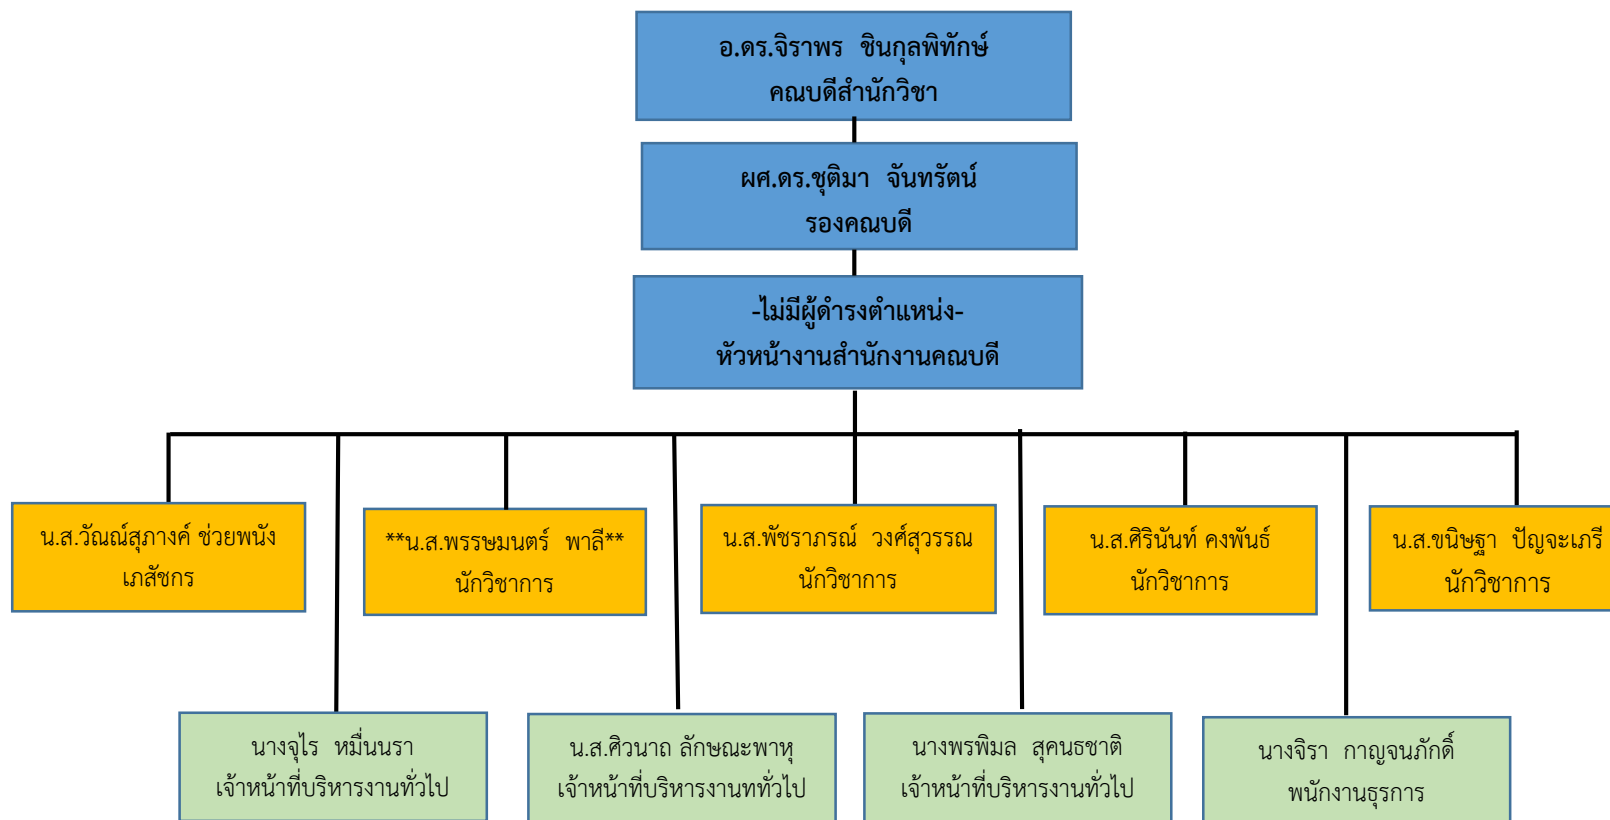 อ.ดร.จิราพร ชินกุลพิทักษ์
คณบดีสำนักวิชา
ผศ.ดร.ชุติมา จันทรัตน์
รองคณบดี
-ไม่มีผู้ดำรงตำแหน่ง-
หัวหน้างานสำนักงานคณบดี
น.ส.วัณณ์สุภางค์ ช่วยพนัง
เภสัชกร
**น.ส.พรรษมนตร์ พาลี**
นักวิชาการ
น.ส.พัชราภรณ์ วงศ์สุวรรณ
นักวิชาการ
น.ส.ศิรินันท์ คงพันธ์
นักวิชาการ
น.ส.ขนิษฐา ปัญจะเภรี
นักวิชาการ
นางจุไร หมื่นนรา
เจ้าหน้าที่บริหารงานทั่วไป
น.ส.ศิวนาถ ลักษณะพาหุ
เจ้าหน้าที่บริหารงานทท่ัวไป
นางพรพิมล สุคนธชาติ
เจ้าหน้าที่บริหารงานทั่วไป
นางจิรา กาญจนภักดิ์
พนักงานธุรการ